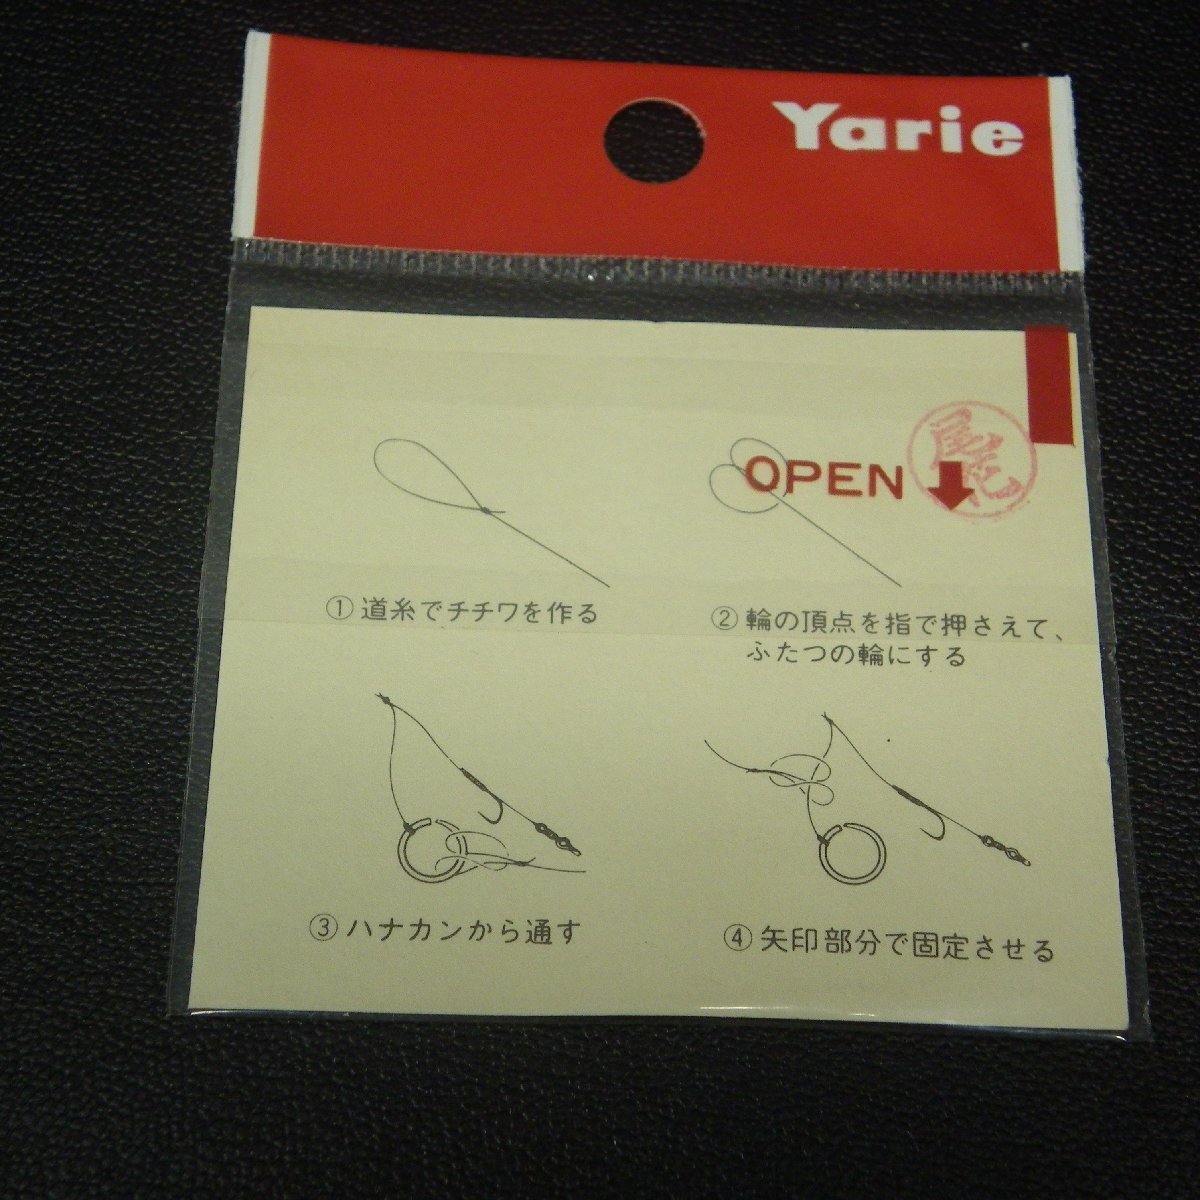 Yarie
OPEN
①道糸でチチワを作る
②輪の頂点を指で押さえて、
ふたつの輪にする
③ハナカンから通す
④矢印部分で固定させる